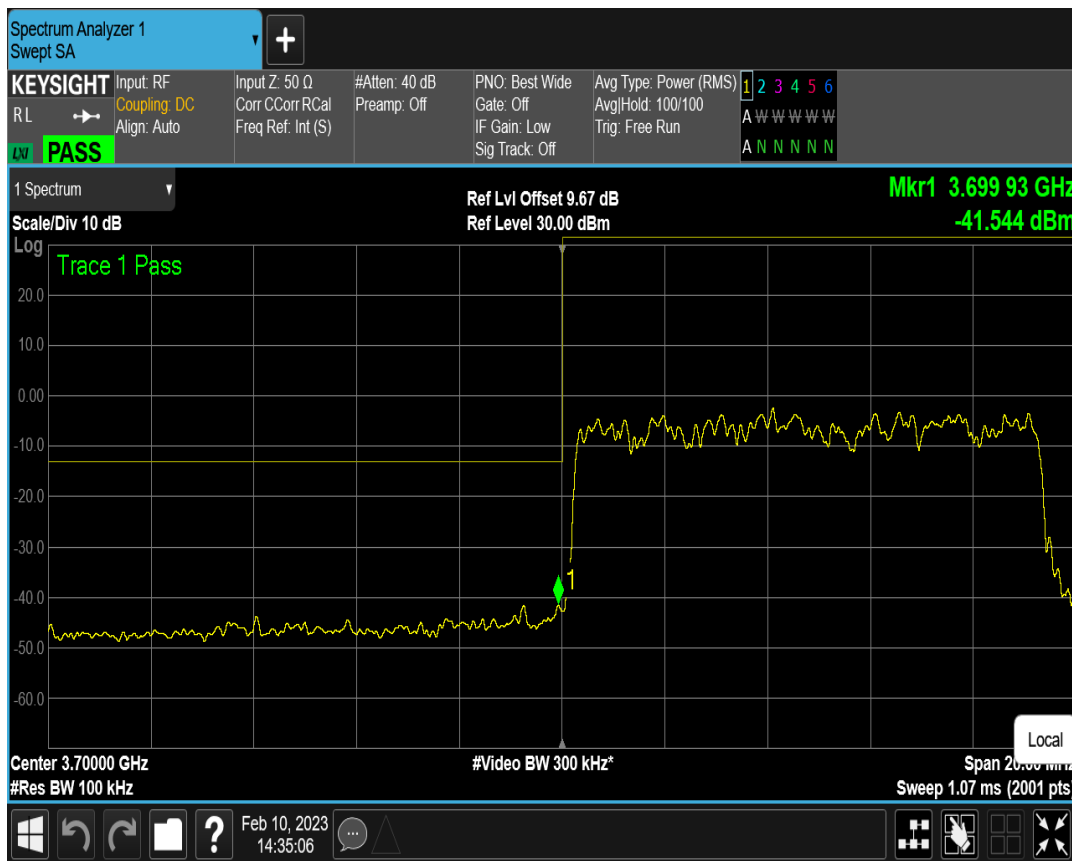 Spectrum Analyzer 1
Swept SA
KEYSIGHT
R L
LXI PASS
Input: RF
Coupling: DC
Align: Auto
Input Z: 50 Ω
Corr CCorr RCal
Freq Ref: Int (S)
#Atten: 40 dB
Preamp: Off
PNO: Best Wide
Gate: Off
IF Gain: Low
Sig Track: Off
Avg Type: Power (RMS)
Avg|Hold: 100/100
Trig: Free Run
1 2 3 4 5 6
A W W W W W
A N N N N N
1 Spectrum
Scale/Div 10 dB
Ref Lvl Offset 9.67 dB
Ref Level 30.00 dBm
Mkr1 3.699 93 GHz
-41.544 dBm
Log
Trace 1 Pass
20.0
10.0
0.00
-10.0
-20.0
-30.0
1
-40.0
-50.0
-60.0
Local
Center 3.70000 GHz
#Video BW 300 kHz*
Span 20.00 MHz
#Res BW 100 kHz
Sweep 1.07 ms (2001 pts)
?
Feb 10, 2023
14:35:06